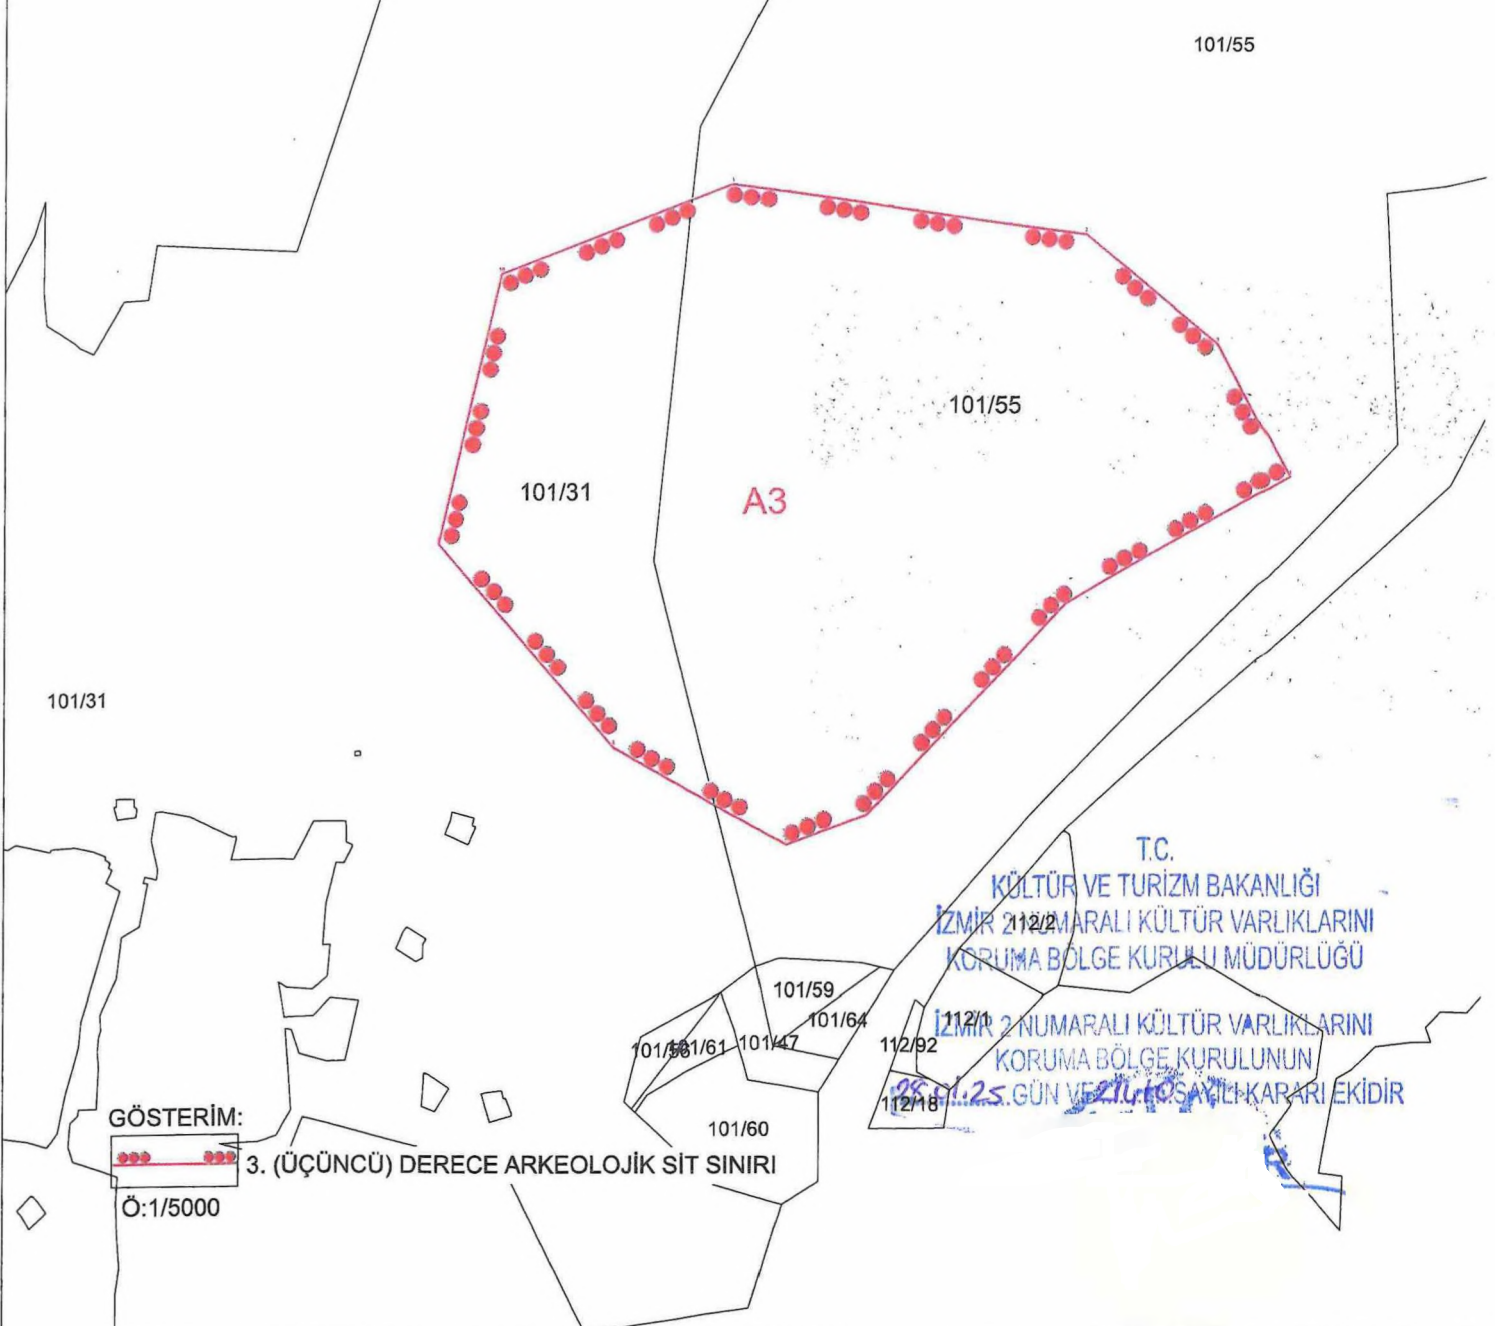 101/55
101/55
101/31
A3
101/31
T.C.
KÜLTÜR VE TURİZM BAKANLIĞI
112/2
İZMİR 2 NUMARALI KÜLTÜR VARLIKLARINI
KORUMA BÖLGE KURULU MÜDÜRLÜĞÜ
101/59
101/64
112/1
İZMİR 2 NUMARALI KÜLTÜR VARLIKLARINI
101/61
101/47
112/92
KORUMA BÖLGE KURULUNUN
GÜN VE SAYILI KARARI EKİDİR
112/18
GÖSTERİM:
101/60
3. (ÜÇÜNCÜ) DERECE ARKEOLOJİK SİT SINIRI
Ö:1/5000